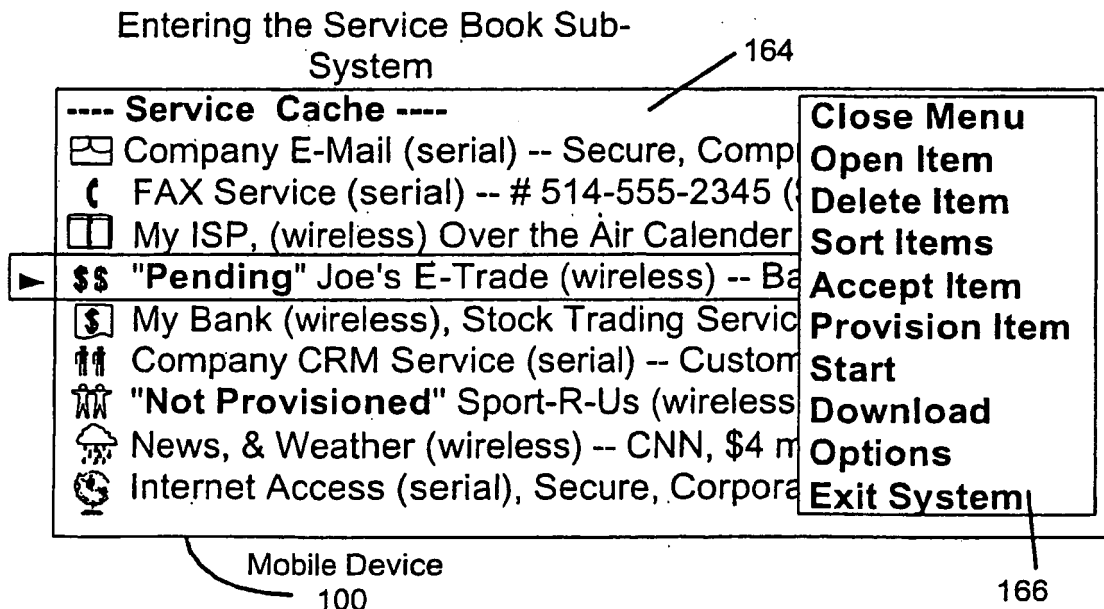 Entering the Service Book Sub-
System
164
---- Service Cache ----
Company E-Mail (serial) -- Secure, Comp
FAX Service (serial) -- # 514-555-2345 (
My ISP, (wireless) Over the Air Calender
$$ "Pending" Joe's E-Trade (wireless) -- Ba
$ My Bank (wireless), Stock Trading Servic
Company CRM Service (serial) -- Custom
"Not Provisioned" Sport-R-Us (wireless
News, & Weather (wireless) -- CNN, $4 m
Internet Access (serial), Secure, Corpora
Close Menu
Open Item
Delete Item
Sort Items
Accept Item
Provision Item
Start
Download
Options
Exit System
Mobile Device
100
166